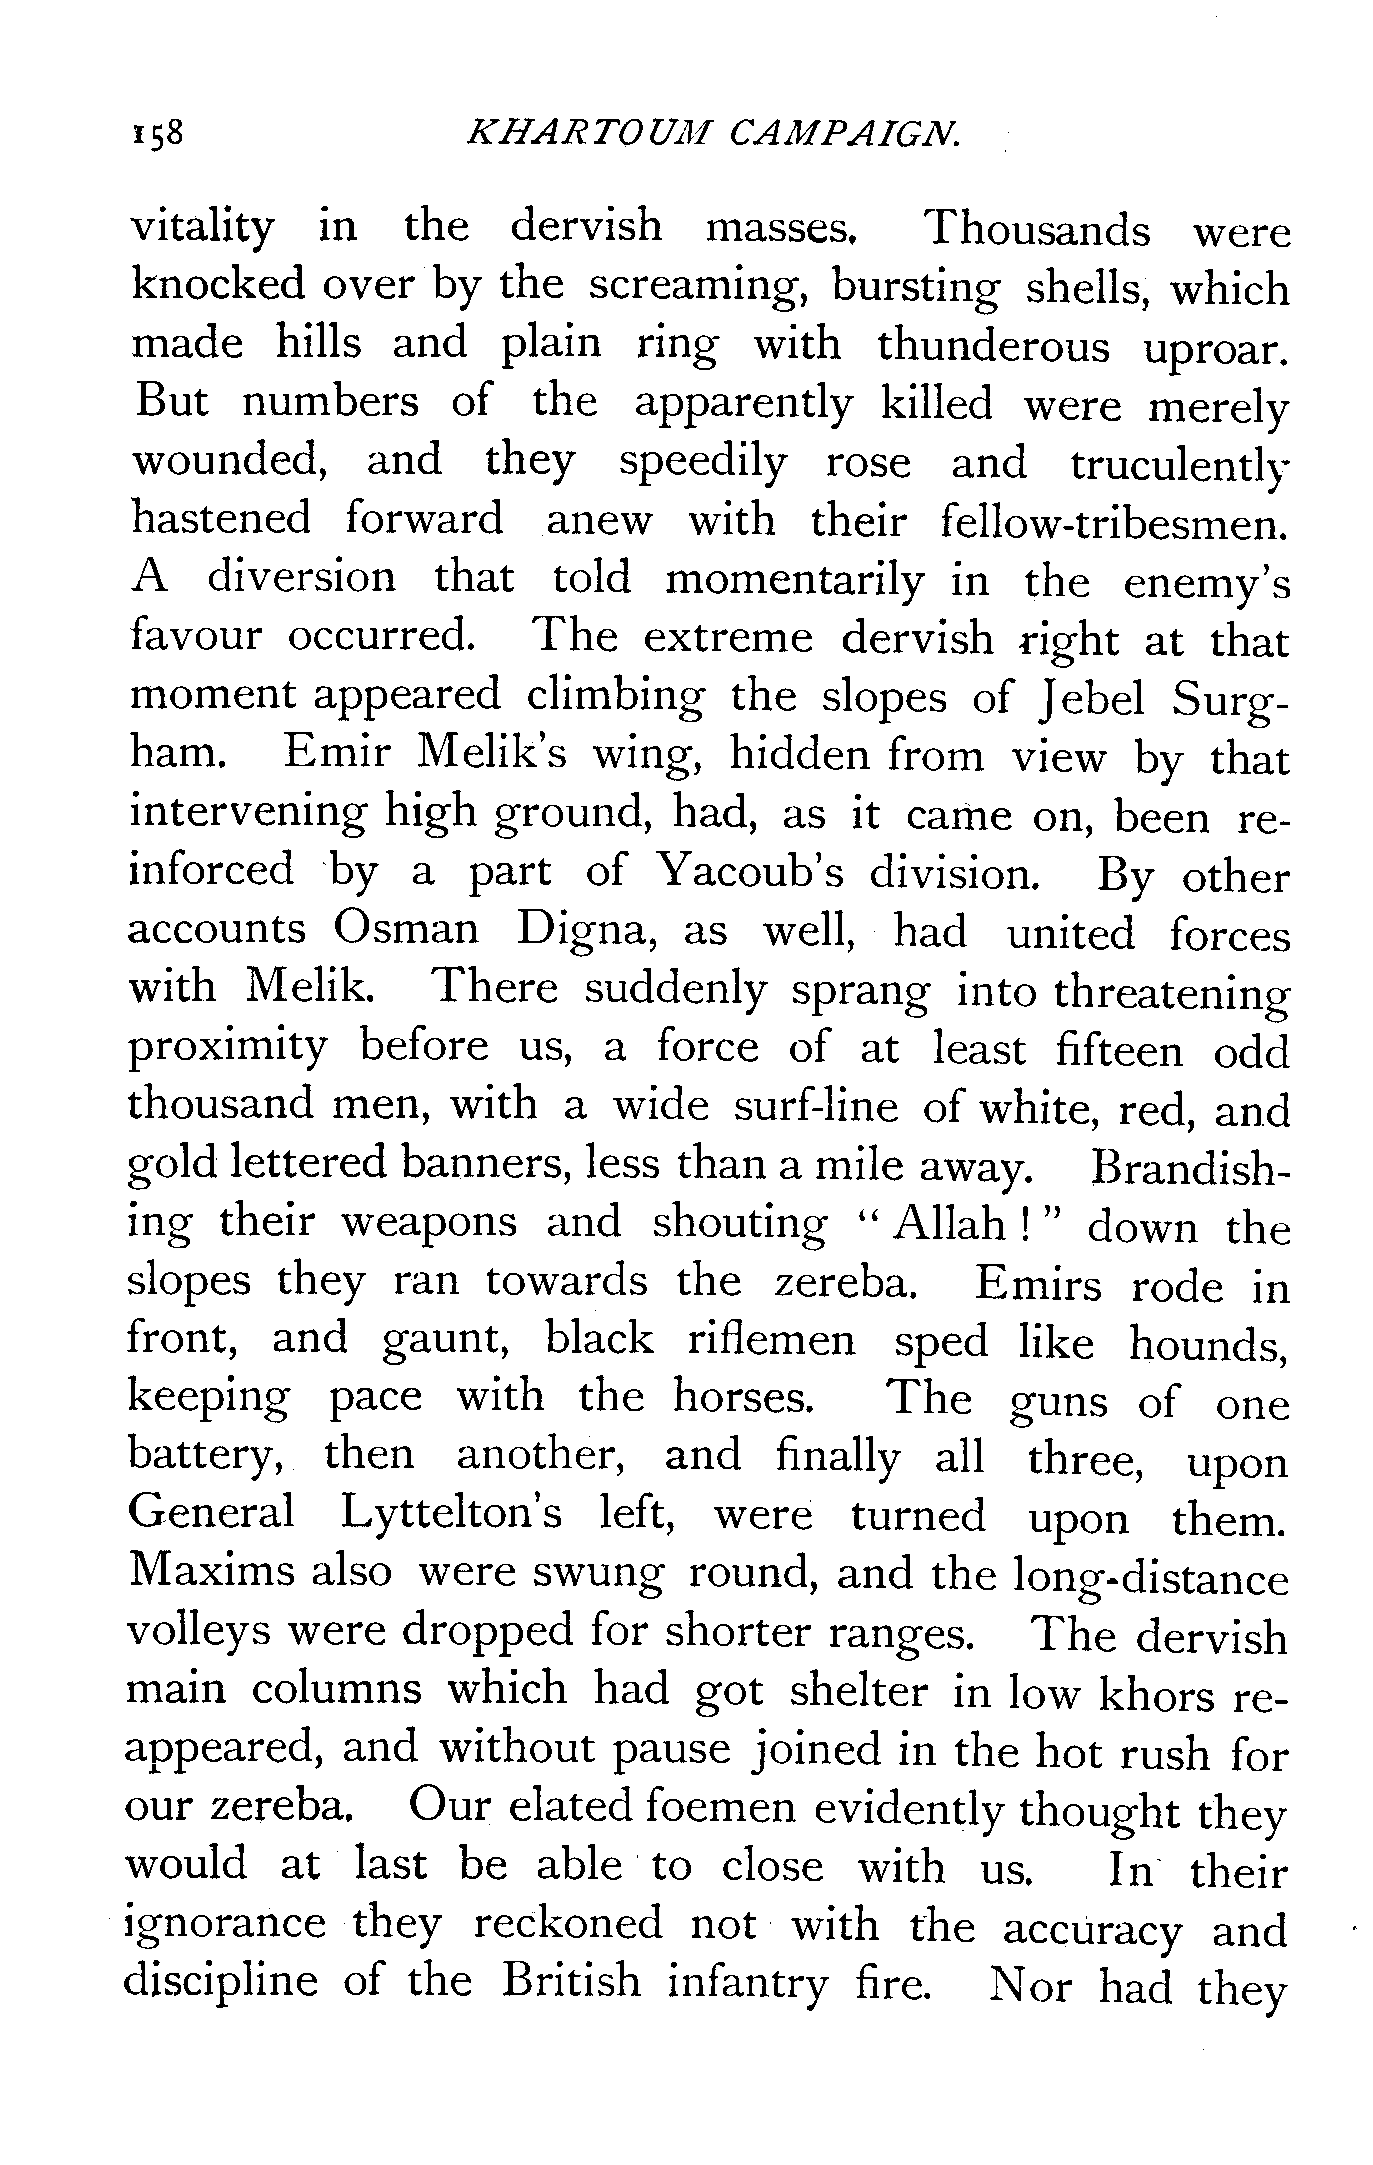 158 KHARTOUM CAMPAIGN.
vitality in the dervish masses. Thousands were
knocked over by the screaming, bursting shells, which
made hills and plain ring with thunderous uproar.
But numbers of the apparently killed were merely
wounded, and they speedily rose and truculently
hastened forward anew with their fellow-tribesmen.
A diversion that told momentarily in the enemy's
favour occurred. The extreme dervish right at that
moment appeared climbing the slopes of Jebel Surg-
ham. Emir Melik's wing, hidden from view by that
intervening high ground, had, as it came on, been re-
inforced by a part of Yacoub's division. By other
accounts Osman Digna, as well, had united forces
with Melik. There suddenly sprang into threatening
proximity before us, a force of at least fifteen odd
thousand men, with a wide surf-line of white, red, and
gold lettered banners, less than a mile away. Brandish-
ing their weapons and shouting “ Allah ! ” down the
slopes they ran towards the zereba. Emirs rode in
front, and gaunt, black riflemen sped like hounds,
keeping pace with the horses. The guns of one
battery, then another, and finally all three, upon
General Lyttelton's left, were turned upon them.
Maxims also were swung round, and the long-distance
volleys were dropped for shorter ranges. The dervish
main columns which had got shelter in low khors re-
appeared, and without pause joined in the hot rush for
our zereba. Our elated foemen evidently thought they
would at last be able to close with us. In their
ignorance they reckoned not with the accuracy and
discipline of the British infantry fire. Nor had they